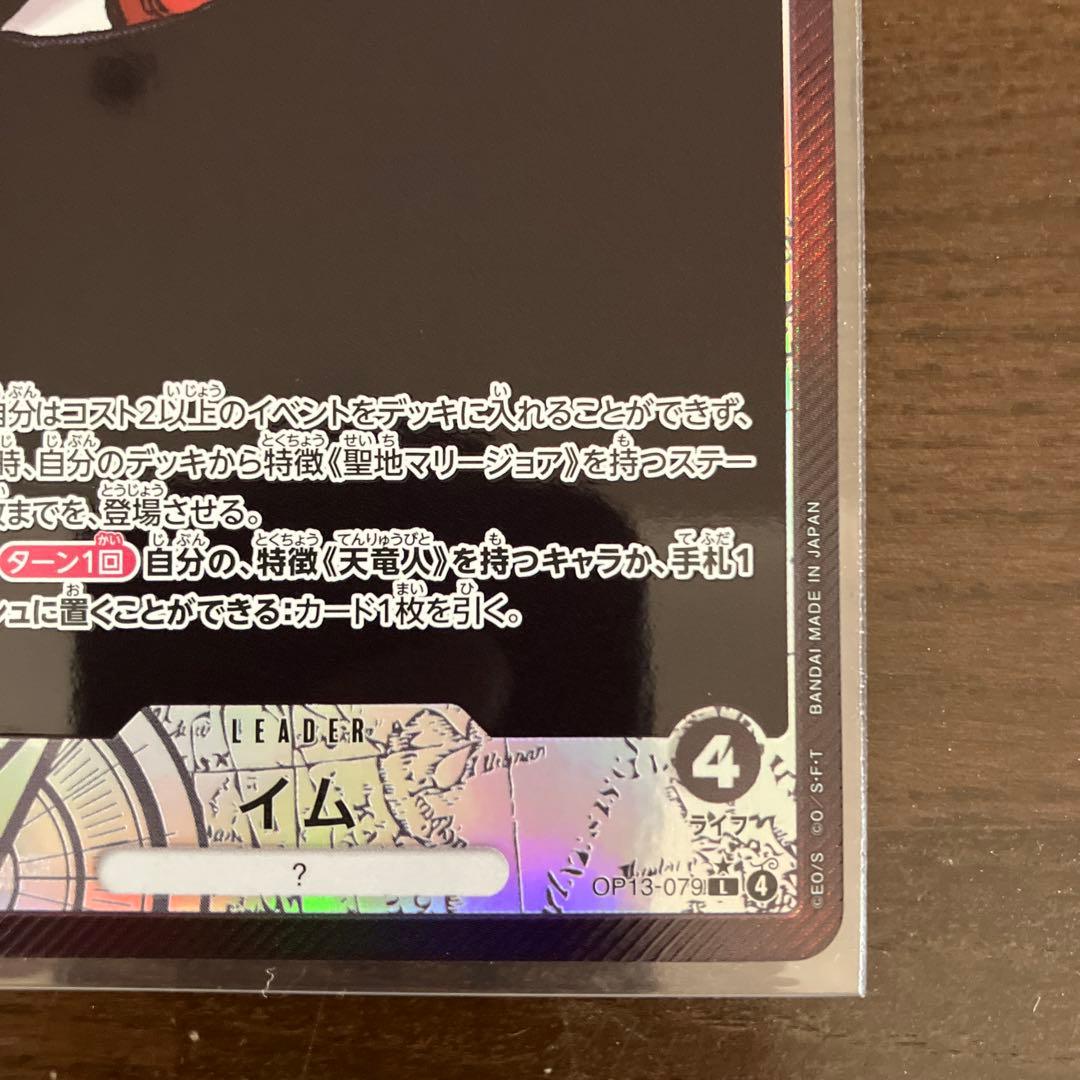 自分はコスト2以上のイベントをデッキに入れることができず、
時、自分のデッキから特徴《聖地マリージョア》を持つステー
枚までを、登場させる。
ターン1回 自分の、特徴《天竜人》を持つキャラか、手札1
シュに置くことができる:カード1枚を引く。
LEADER
イム
?
4
ライフ
OP13-079 L 4
©EO/S ©O/S・F・T BANDAI MADE IN JAPAN